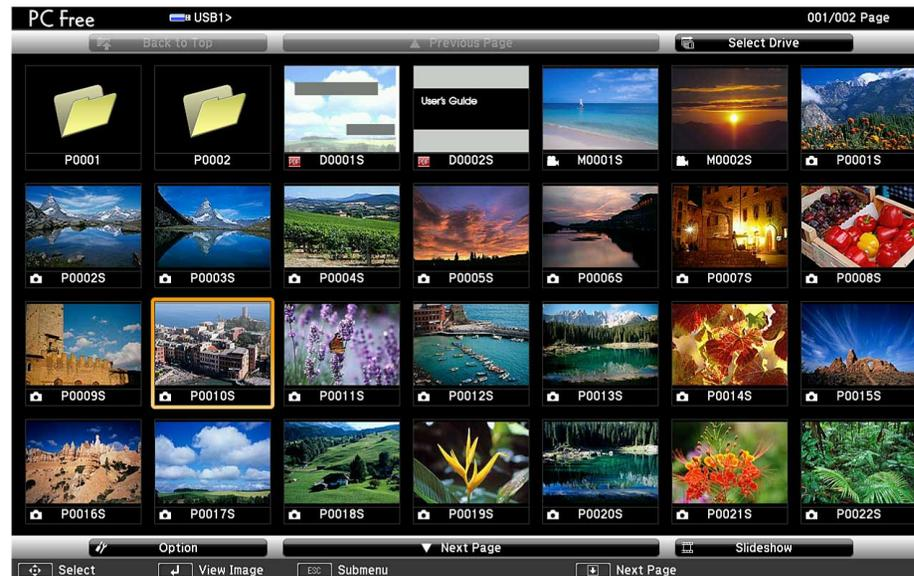 PC Free USB1> 001/002 Page
Back to Top ▲ Previous Page Select Drive
User's Guide
P0001 P0002 PDF D0001S PDF D0002S M0001S M0002S P0001S
P0002S P0003S P0004S P0005S P0006S P0007S P0008S
P0009S P0010S P0011S P0012S P0013S P0014S P0015S
P0016S P0017S P0018S P0019S P0020S P0021S P0022S
Option ▼ Next Page Slideshow
Select View Image ESC Submenu Next Page